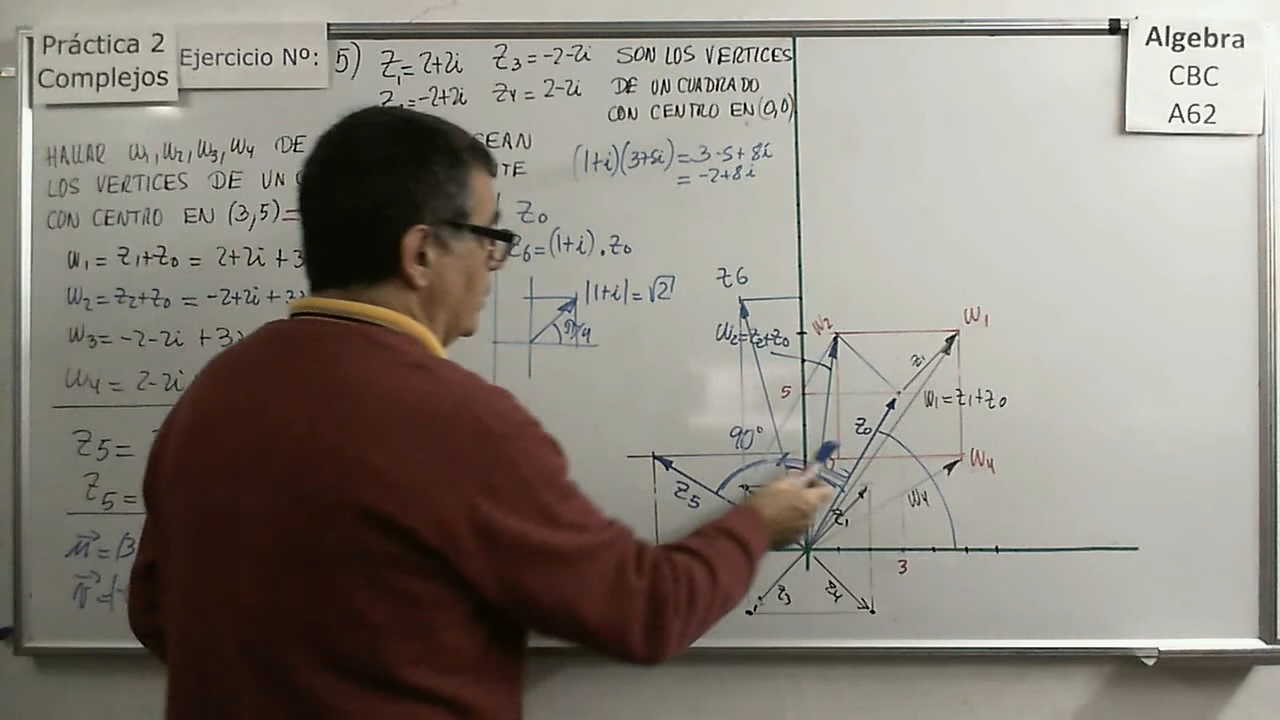 Práctica 2
Complejos
Ejercicio Nº:
5) Z₁=2+2i Z₃=-2-2i SON LOS VERTICES
=-2+2i Z₄=2-2i DE UN CUADRADO
CON CENTRO EN (0,0)
Algebra
CBC
A62
HALLAR W₁,W₂,W₃,W₄ DE
LOS VERTICES DE UN
CON CENTRO EN (3,5)=
W₁=Z₁+Z₀=2+2i+3
W₂=Z₂+Z₀=-2+2i+3
W₃=-2-2i+3
W₄=2-2i
Z5=
Z5=
(1+i)(3+5i)=3-5+8i
=-2+8i
Z₀
Z6=(1+i).Z₀
|1+i|=√2
π/4
Z6
W₂=Z₂+Z₀
W₂
W₁
Z₁
5
W₁=Z₁+Z₀
Z₀
90°
W₄
Z5
W₄
Z₁
3
Z₃
Z₄